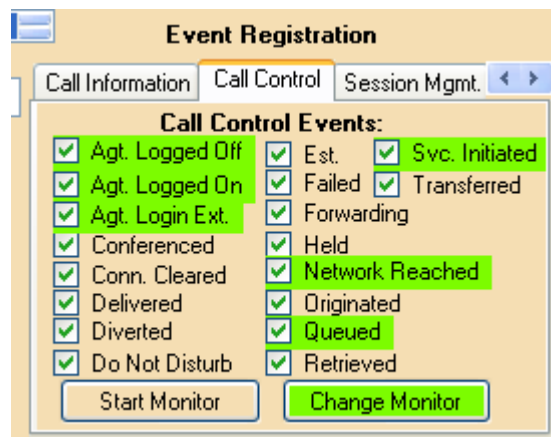 Event Registration
Call Information Call Control Session Mgmt.
Call Control Events:
Agt. Logged Off Est. Svc. Initiated
Agt. Logged On Failed Transferred
Agt. Login Ext. Forwarding
Conferenced Held
Conn. Cleared Network Reached
Delivered Originated
Diverted Queued
Do Not Disturb Retrieved
Start Monitor Change Monitor